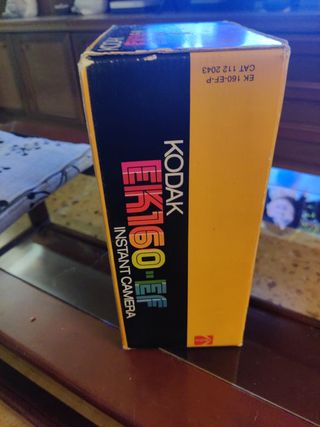 KODAK
EK160-EF
INSTANT CAMERA
EK 160-EF-P
CAT 112 2043